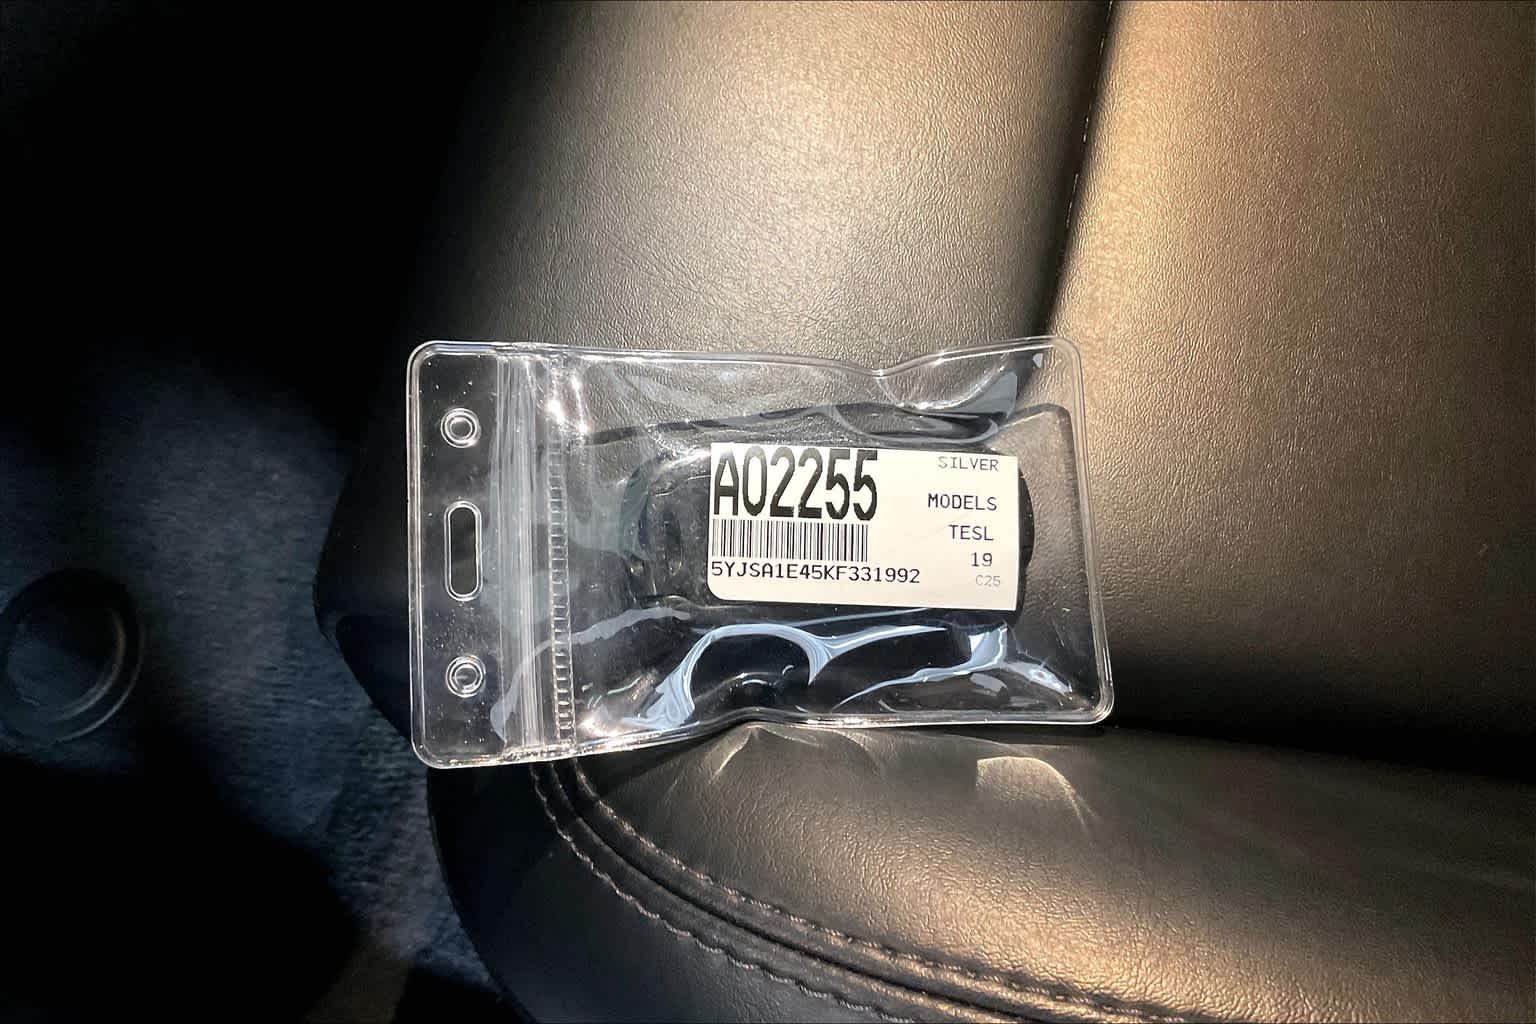 A02255
SILVER
MODELS
TESL
19
5YJSA1E45KF331992
C25